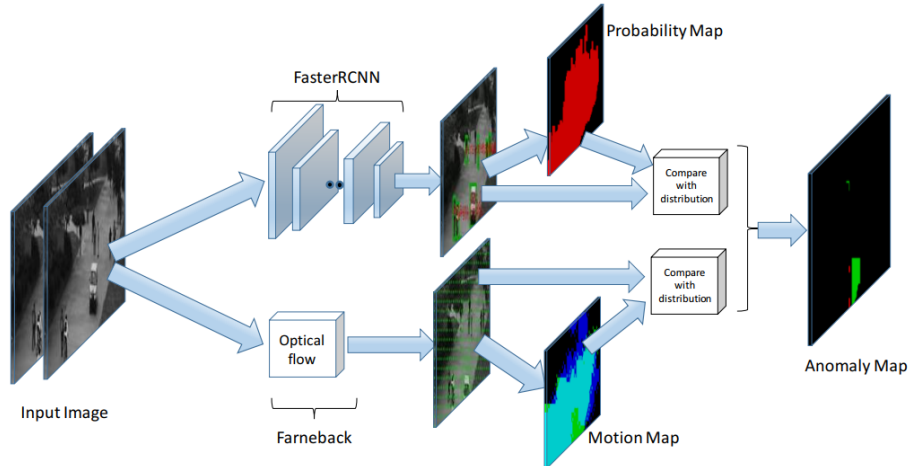 Probability Map
FasterRCNN
Compare
with
distribution
Compare
with
distribution
Optical
flow
Input Image
Farneback
Motion Map
Anomaly Map